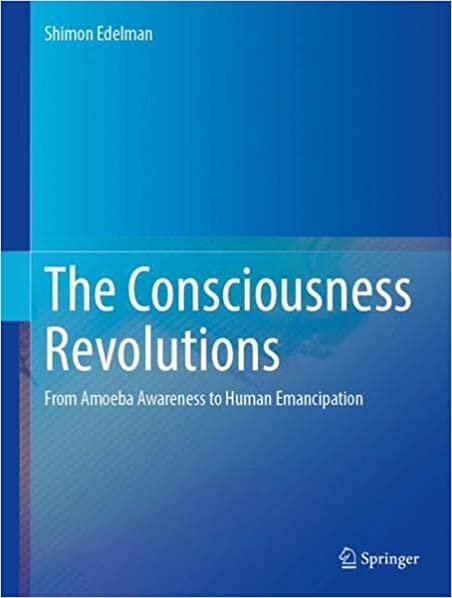 Shimon Edelman
The Consciousness
Revolutions
From Amoeba Awareness to Human Emancipation
Springer